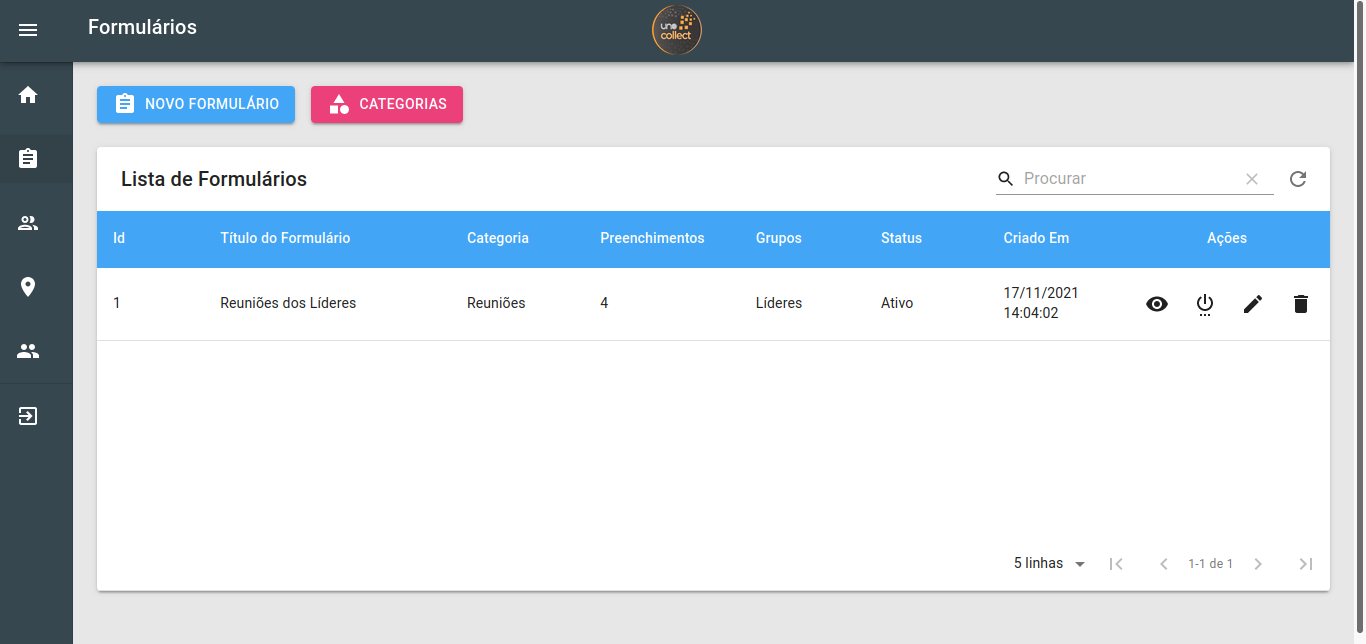 Formulários
uno
collect
NOVO FORMULÁRIO
CATEGORIAS
Lista de Formulários
Procurar
Id Título do Formulário Categoria Preenchimentos Grupos Status Criado Em Ações
1 Reuniões dos Líderes Reuniões 4 Líderes Ativo 17/11/2021
14:04:02
5 linhas 1-1 de 1